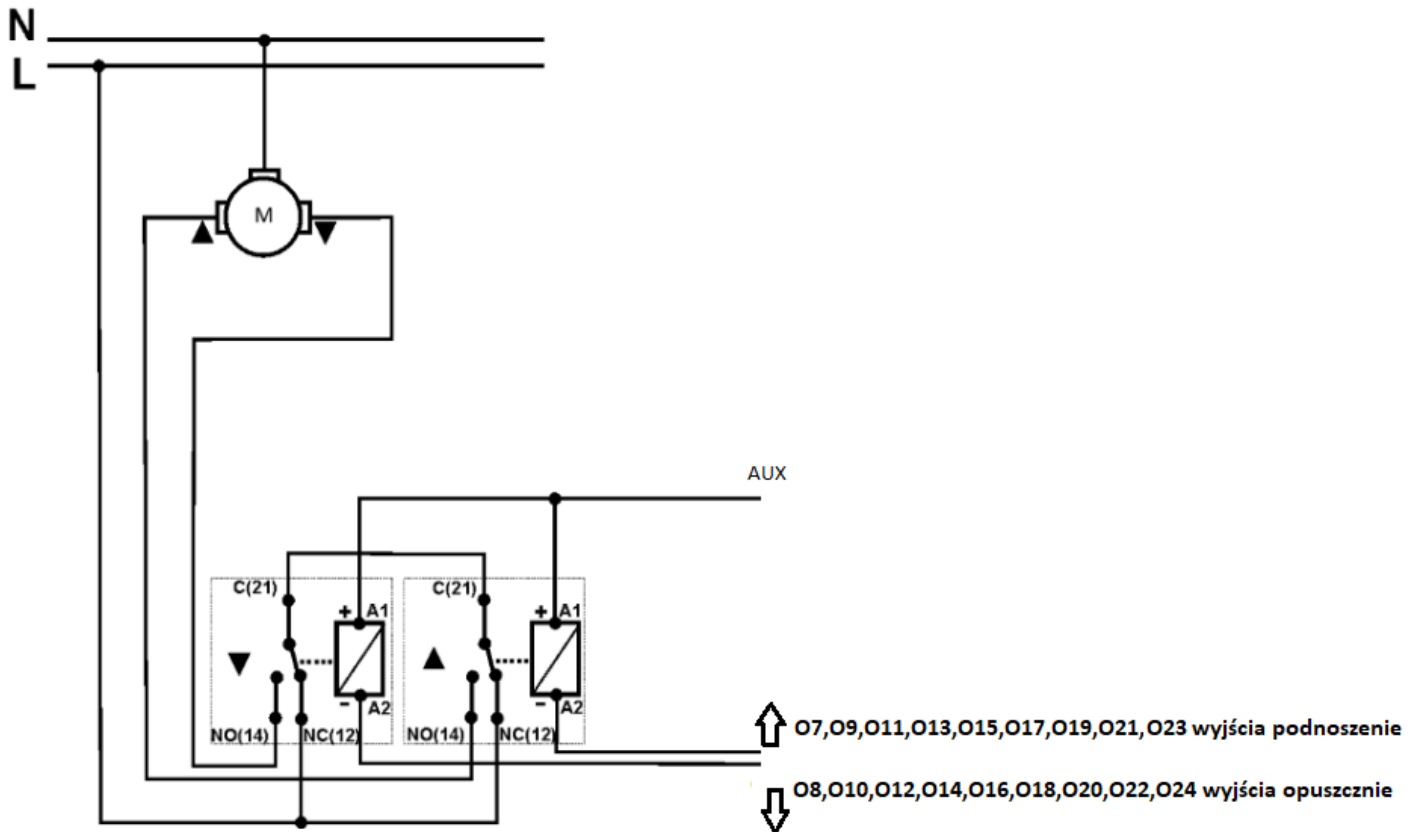 N
L
M
AUX
C(21)
C(21)
+ A1
+ A1
- A2
- A2
NO(14)
NC(12)
NO(14)
NC(12)
O7,O9,O11,O13,O15,O17,O19,O21,O23 wyjścia podnoszenie
O8,O10,O12,O14,O16,O18,O20,O22,O24 wyjścia opuszcznie